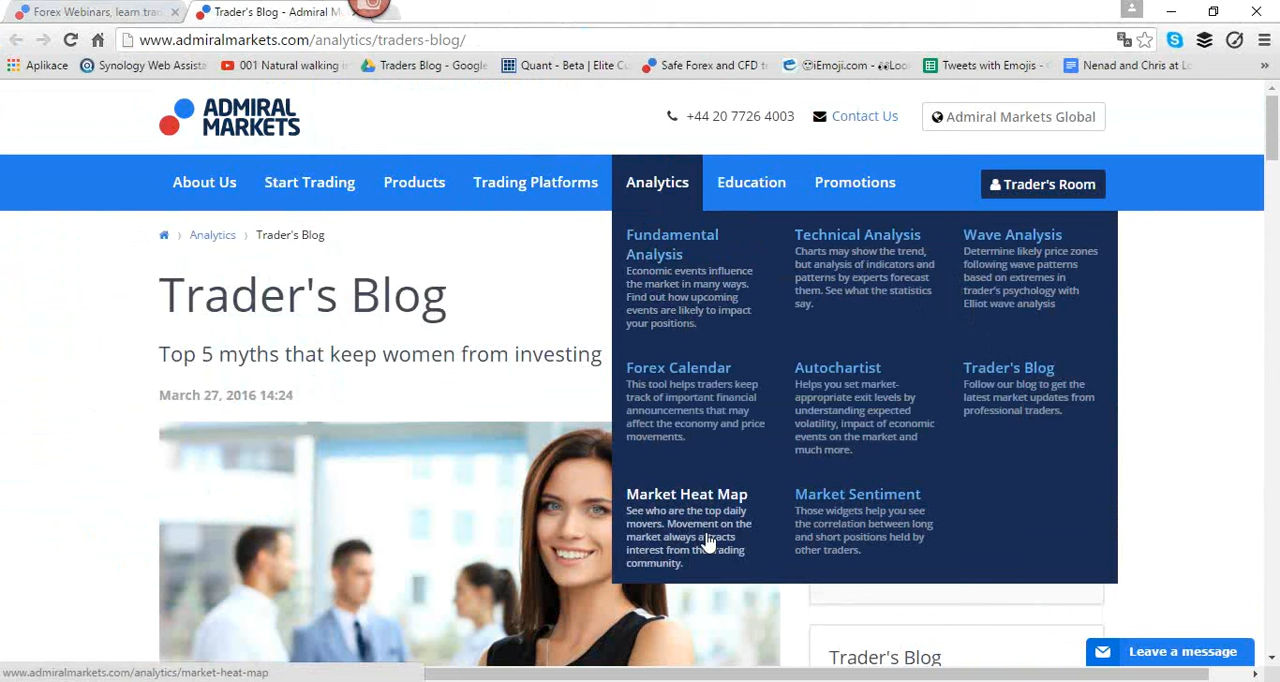 Forex Webinars, learn trad
Trader's Blog - Admiral M
www.admiralmarkets.com/analytics/traders-blog/
Aplikace
Synology Web Assista
001 Natural walking i
Traders Blog - Google
Quant - Beta | Elite Cu
Safe Forex and CFD t
iEmoji.com - 👀Loo
Tweets with Emojis -
Nenad and Chris at Lo
»
ADMIRAL
MARKETS
+44 20 7726 4003
Contact Us
Admiral Markets Global
About Us
Start Trading
Products
Trading Platforms
Analytics
Education
Promotions
Trader's Room
Analytics
Trader's Blog
Trader's Blog
Top 5 myths that keep women from investing
March 27, 2016 14:24
Fundamental
Analysis
Economic events influence
the market in many ways.
Find out how upcoming
events are likely to impact
your positions.
Technical Analysis
Charts may show the trend,
but analysis of indicators and
patterns by experts forecast
them. See what the statistics
say.
Wave Analysis
Determine likely price zones
following wave patterns
based on extremes in
trader's psychology with
Elliot wave analysis
Forex Calendar
This tool helps traders keep
track of important financial
announcements that may
affect the economy and price
movements.
Autochartist
Helps you set market-
appropriate exit levels by
understanding expected
volatility, impact of economic
events on the market and
much more.
Trader's Blog
Follow our blog to get the
latest market updates from
professional traders.
Market Heat Map
See who are the top daily
movers. Movement on the
market always attracts
interest from the trading
community.
Market Sentiment
Those widgets help you see
the correlation between long
and short positions held by
other traders.
Trader's Blog
Leave a message
www.admiralmarkets.com/analytics/market-heat-map